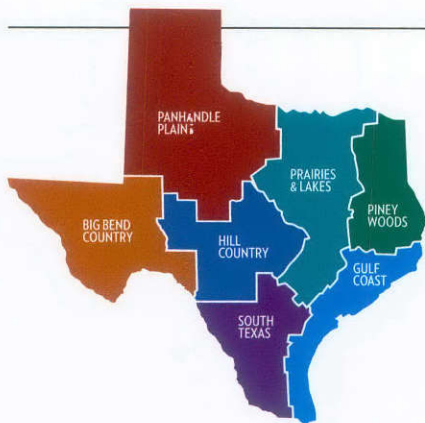 PANHANDLE
PLAINS
PRAIRIES
& LAKES
PINEY
WOODS
BIG BEND
COUNTRY
HILL
COUNTRY
GULF
COAST
SOUTH
TEXAS